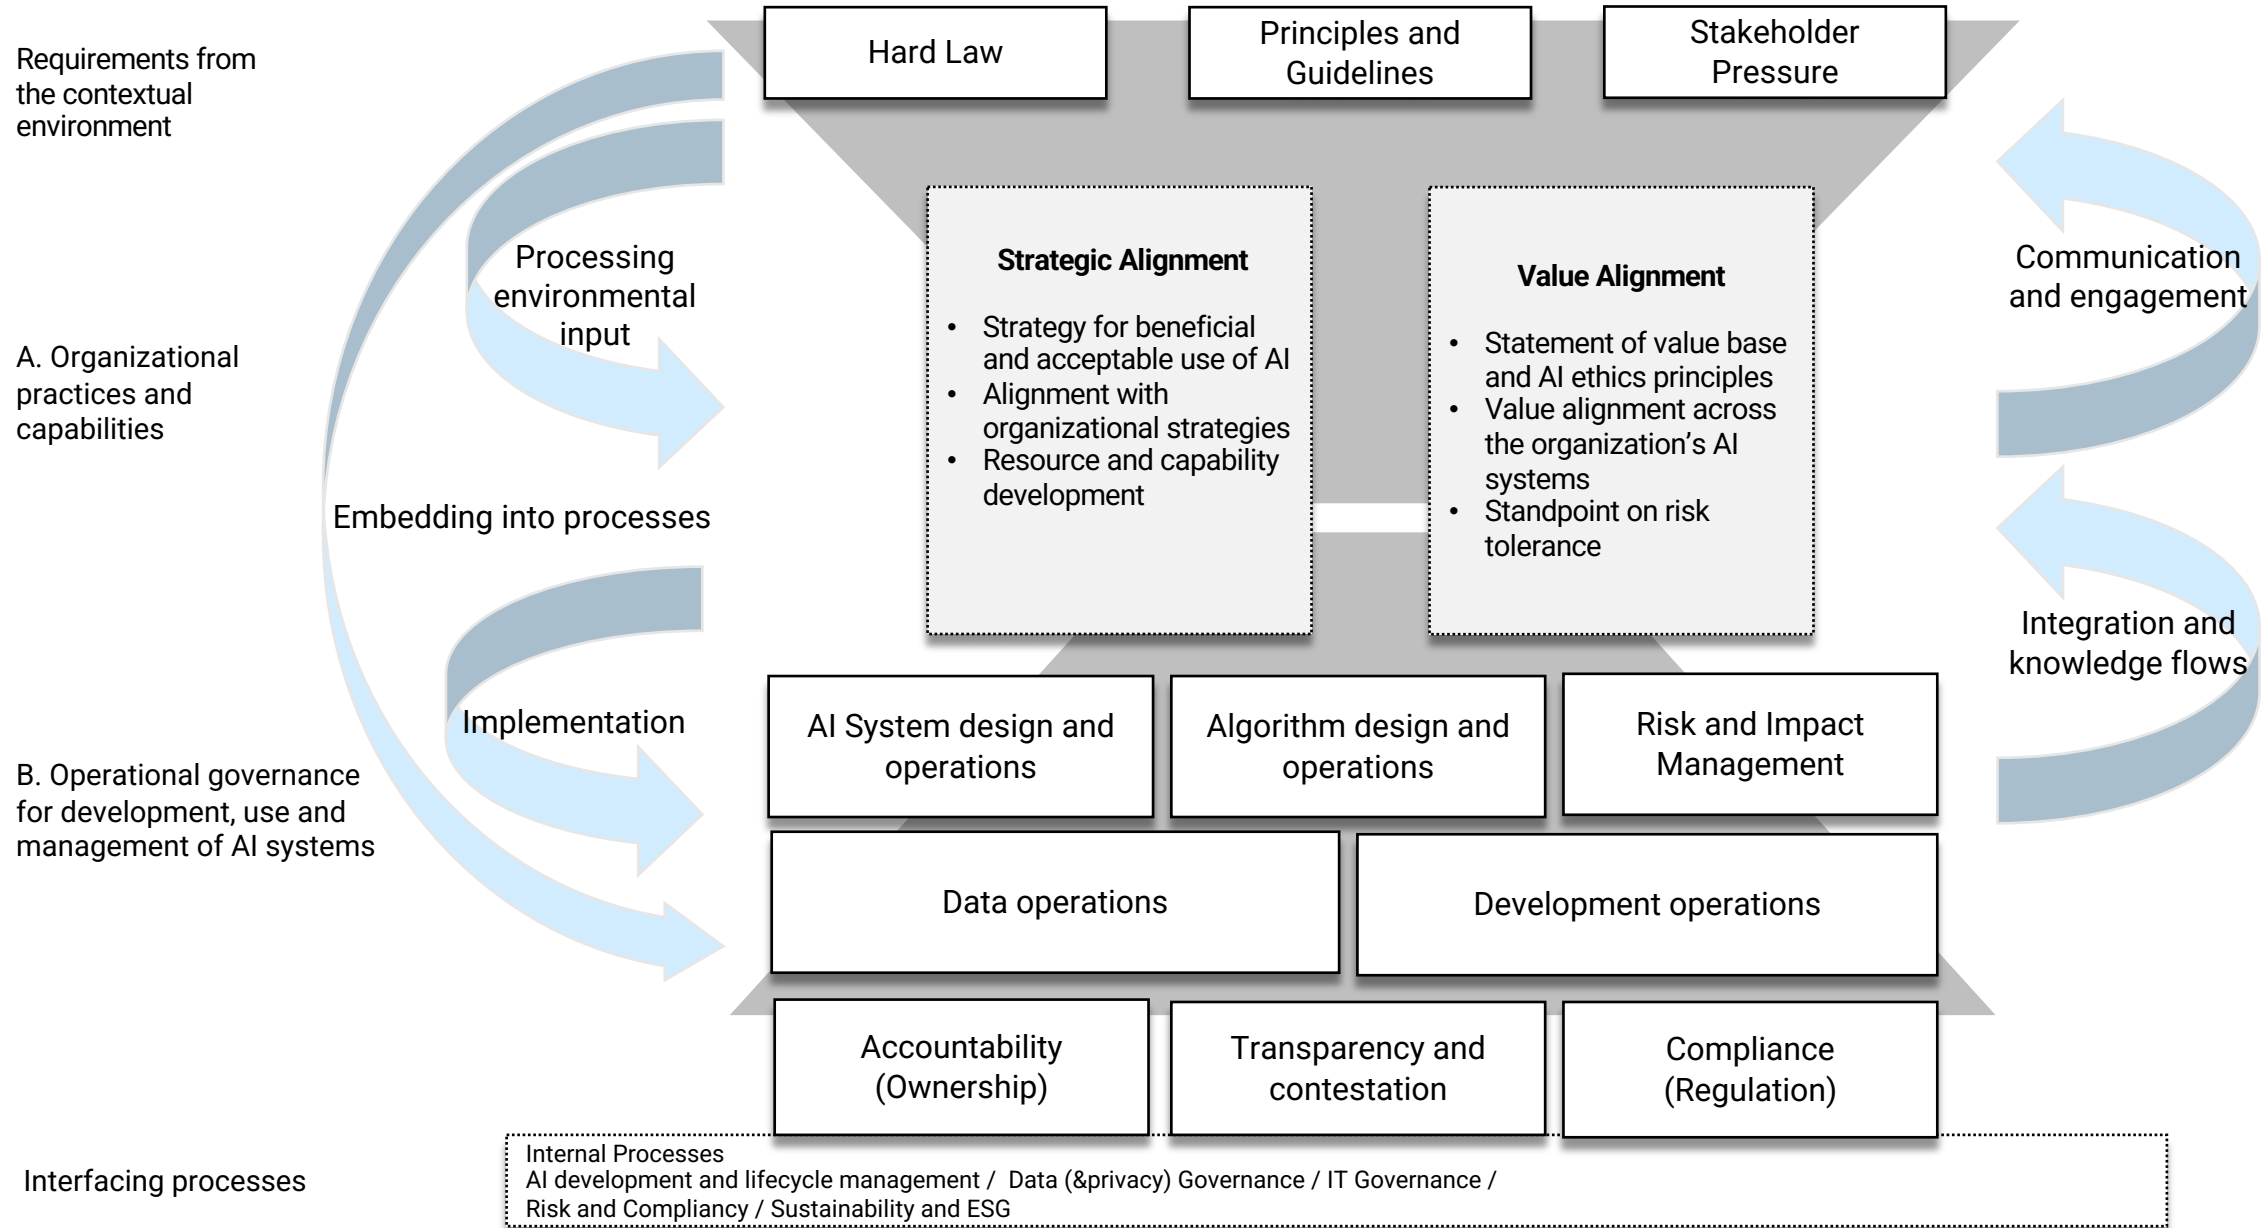 Requirements from
the contextual
environment
Hard Law
Principles and
Guidelines
Stakeholder
Pressure
Processing
environmental
input
Communication
and engagement
A. Organizational
practices and
capabilities
Strategic Alignment
• Strategy for beneficial
and acceptable use of AI
• Alignment with
organizational strategies
• Resource and capability
development
Value Alignment
• Statement of value base
and AI ethics principles
• Value alignment across
the organization’s AI
systems
• Standpoint on risk
tolerance
Embedding into processes
Integration and
knowledge flows
Implementation
B. Operational governance
for development, use and
management of AI systems
AI System design and
operations
Algorithm design and
operations
Risk and Impact
Management
Data operations
Development operations
Accountability
(Ownership)
Transparency and
contestation
Compliance
(Regulation)
Interfacing processes
Internal Processes
AI development and lifecycle management / Data (&privacy) Governance / IT Governance /
Risk and Compliancy / Sustainability and ESG